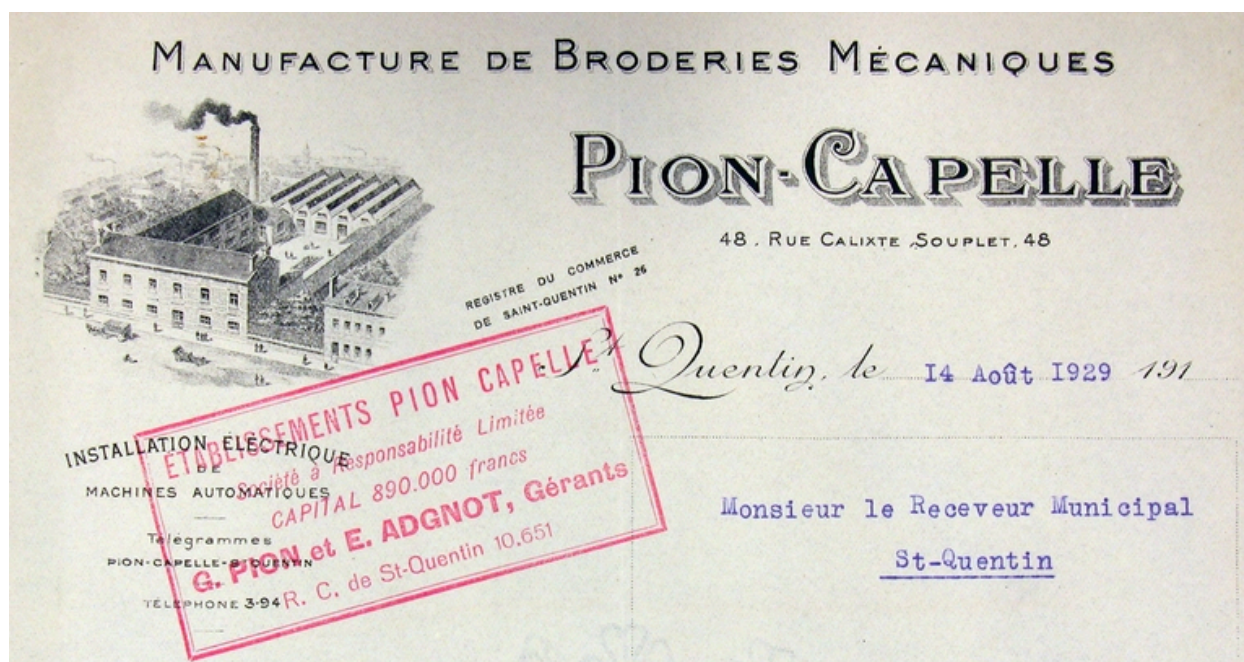 MANUFACTURE DE BRODERIES MÉCANIQUES
PION-CAPELLE
48, RUE CALIXTE SOUPLET, 48
REGISTRE DU COMMERCE
DE SAINT-QUENTIN N° 26
St Quentin, le 14 Août 1929 191
ÉTABLISSEMENTS PION CAPELLE
Société à Responsabilité Limitée
CAPITAL 890.000 francs
G. PION et E. ADGNOT, Gérants
R. C. de St-Quentin 10.651
INSTALLATION ÉLECTRIQUE
DE
MACHINES AUTOMATIQUES
Télégrammes
PION-CAPELLE-ST QUENTIN
TÉLÉPHONE 3-94
Monsieur le Receveur Municipal
St-Quentin